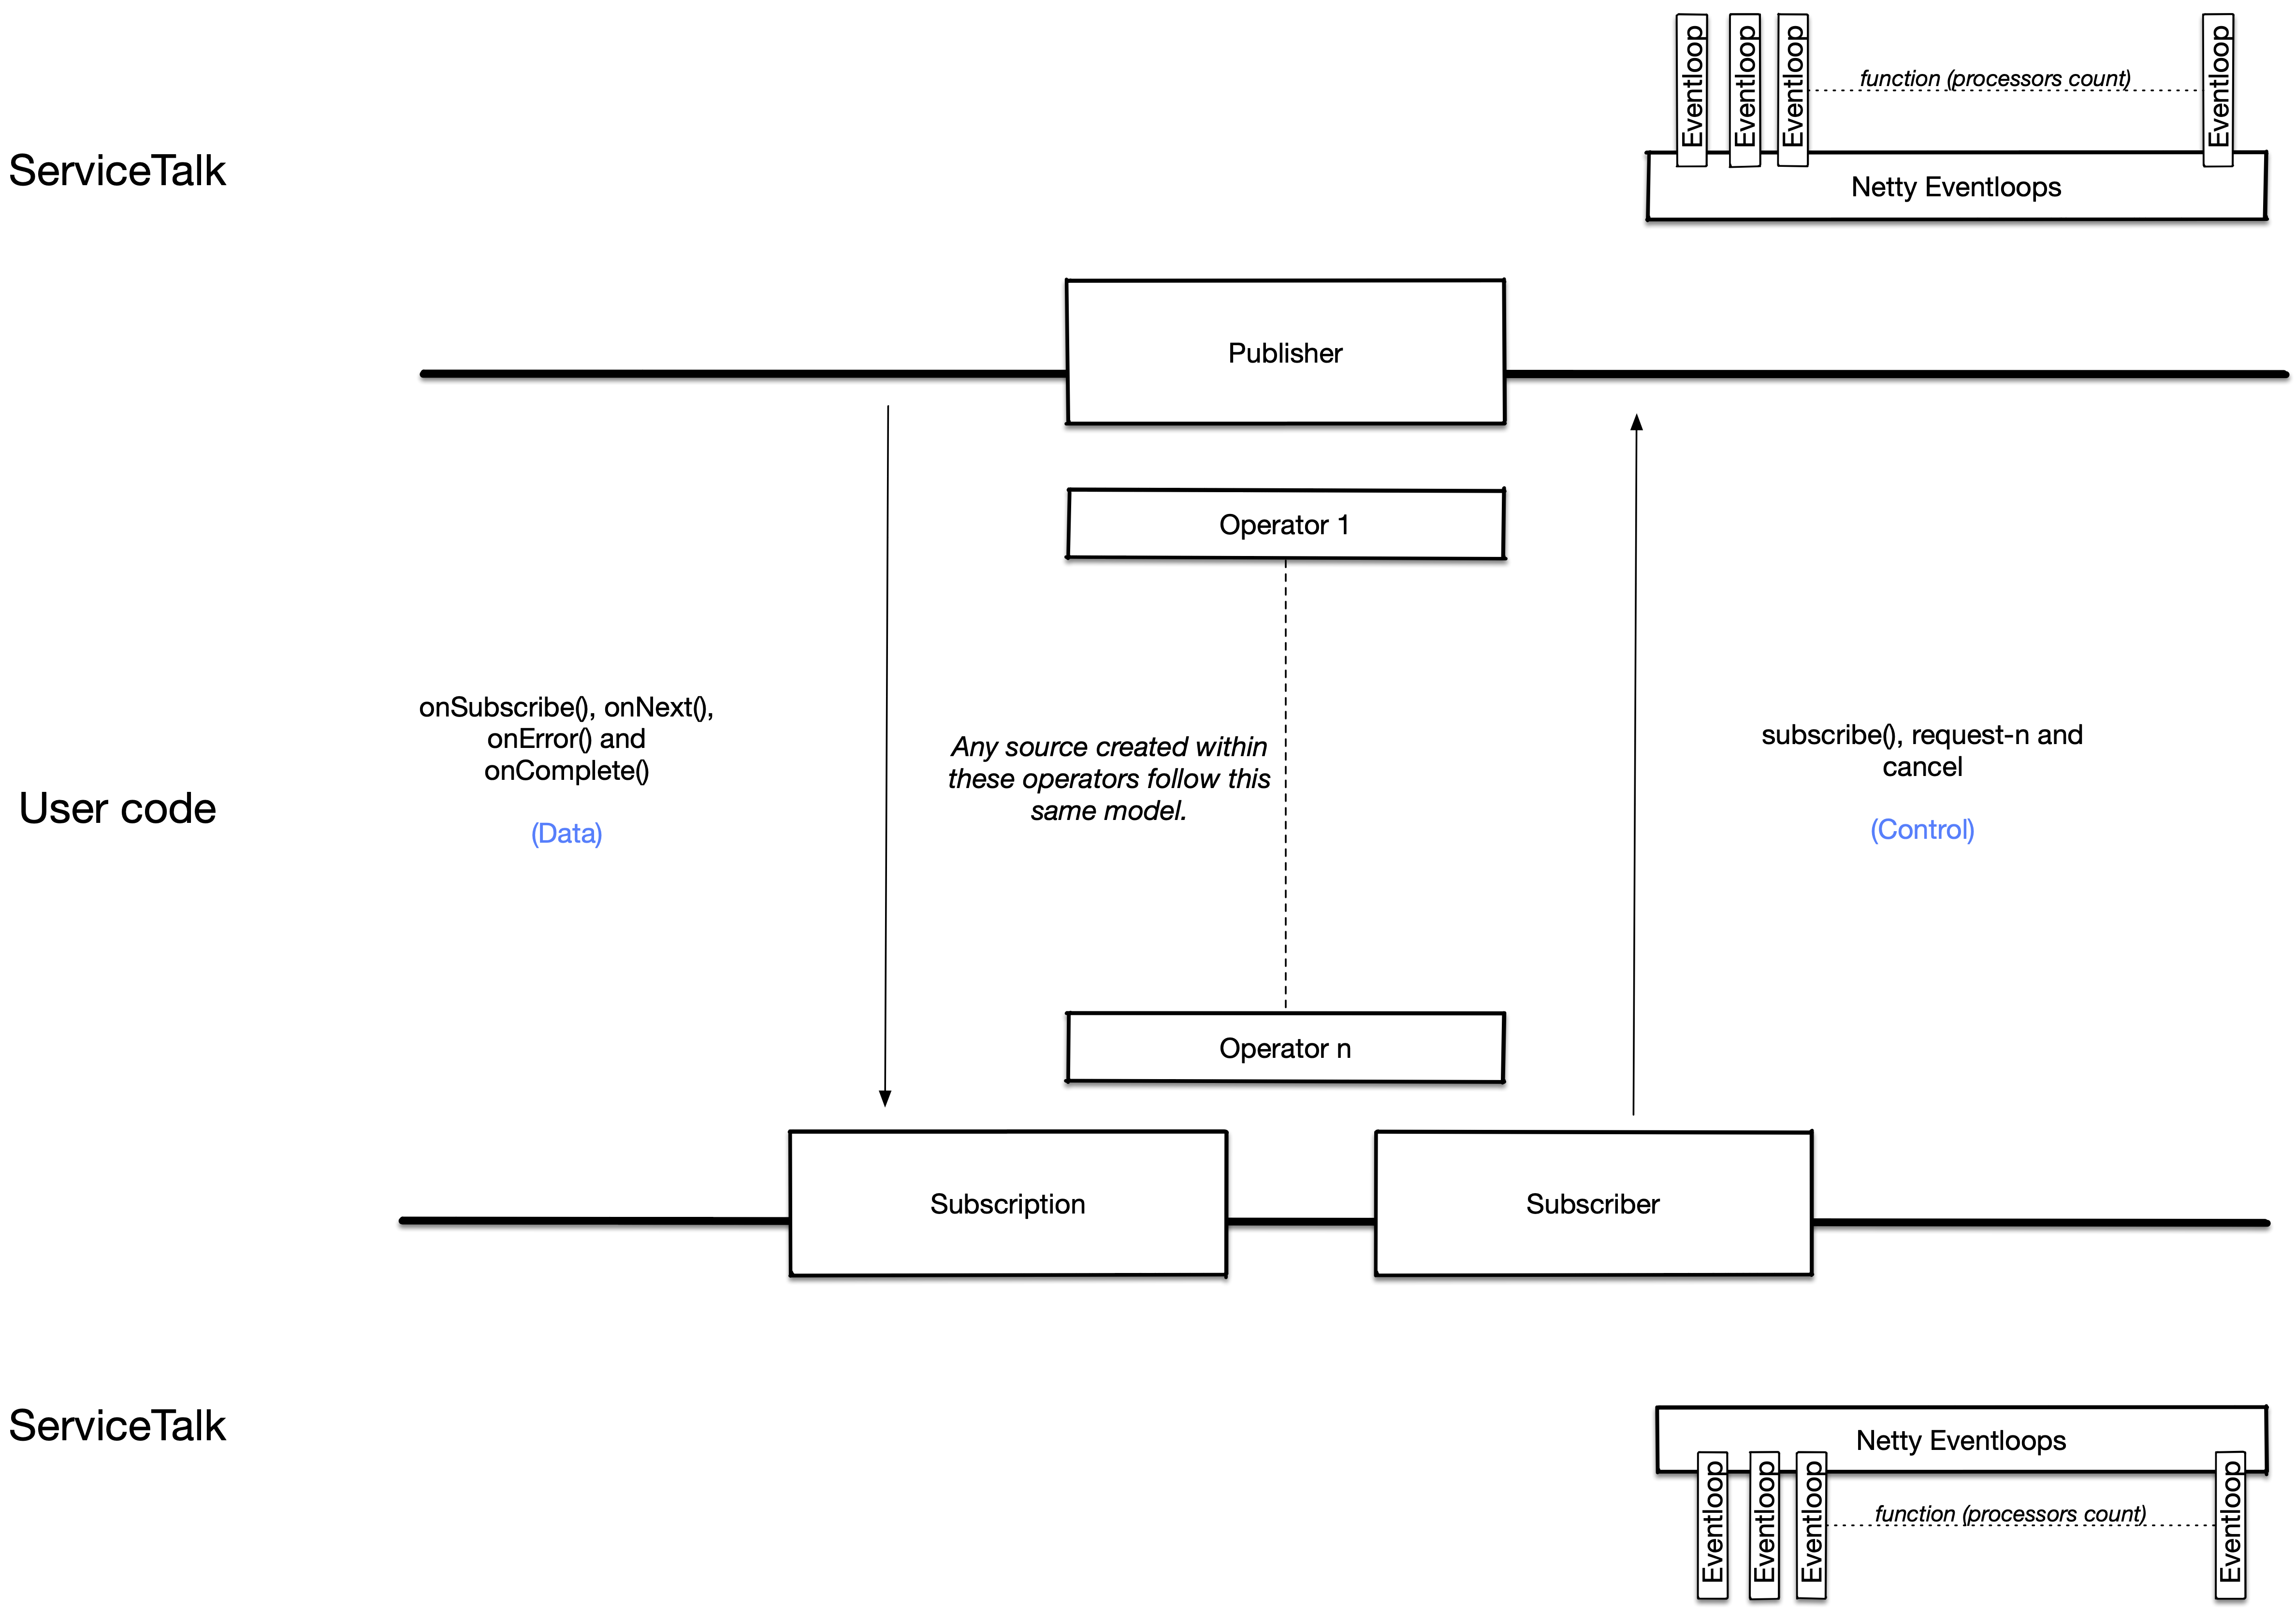 Eventloop
Eventloop
Eventloop
function (processors count)
Eventloop
ServiceTalk
Netty Eventloops
Publisher
Operator 1
onSubscribe(), onNext(),
onError() and
onComplete()
(Data)
Any source created within
these operators follow this
same model.
subscribe(), request-n and
cancel
(Control)
User code
Operator n
Subscription
Subscriber
ServiceTalk
Netty Eventloops
Eventloop
Eventloop
Eventloop
function (processors count)
Eventloop